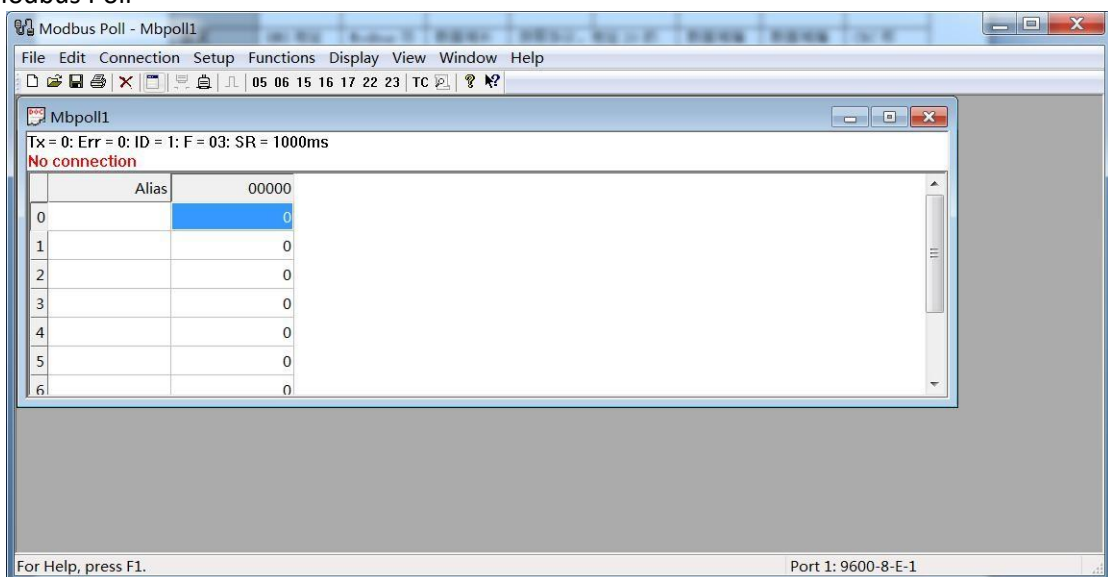 Modbus Poll - Mbpoll1
File Edit Connection Setup Functions Display View Window Help
05 06 15 16 17 22 23 TC
Mbpoll1
Tx = 0: Err = 0: ID = 1: F = 03: SR = 1000ms
No connection
Alias 00000
0 0
1 0
2 0
3 0
4 0
5 0
6 0
For Help, press F1. Port 1: 9600-8-E-1